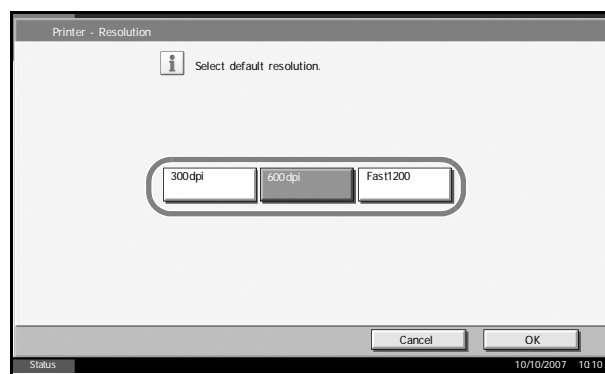 Printer - Resolution
Select default resolution.
300dpi 600dpi Fast1200
Cancel OK
Status 10/10/2007 10:10